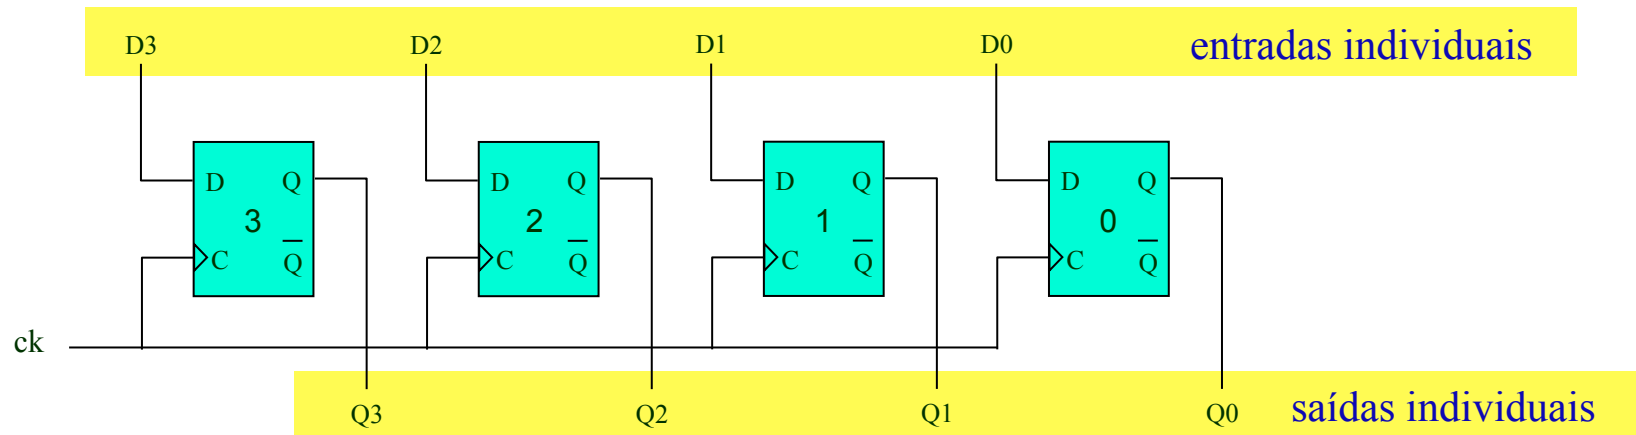 D3 D2 D1 D0 entradas individuais
D Q D Q D Q D Q
3 2 1 0
C Q̅ C Q̅ C Q̅ C Q̅
ck
Q3 Q2 Q1 Q0 saídas individuais